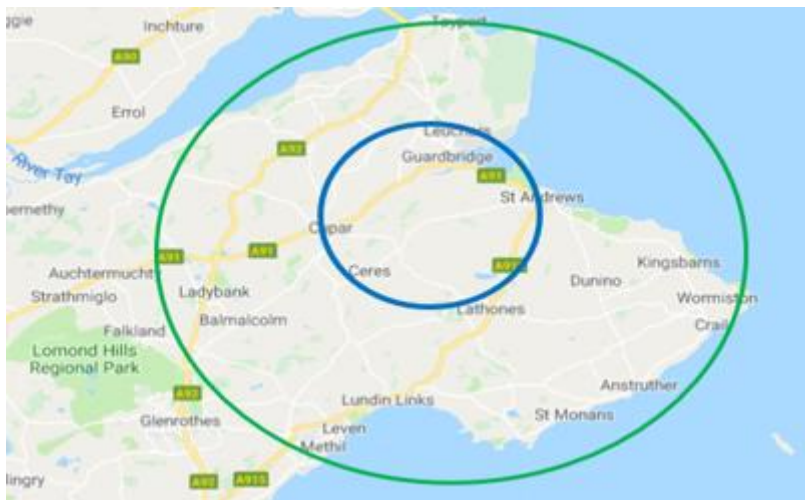 Tayport
Inchture
A90
Errol
Leuchars
A92
Guardbridge
River Tay
A91
St Andrews
Cupar
A91
A91
Kingsbarns
Auchtermuchty
Ceres
Dunino
Ladybank
Strathmiglo
Wormiston
Lathones
Balmalcolm
Falkland
Crail
Lomond Hills
Regional Park
Anstruther
A92
Lundin Links
St Monans
Glenrothes
Leven
Methil
A92
A915